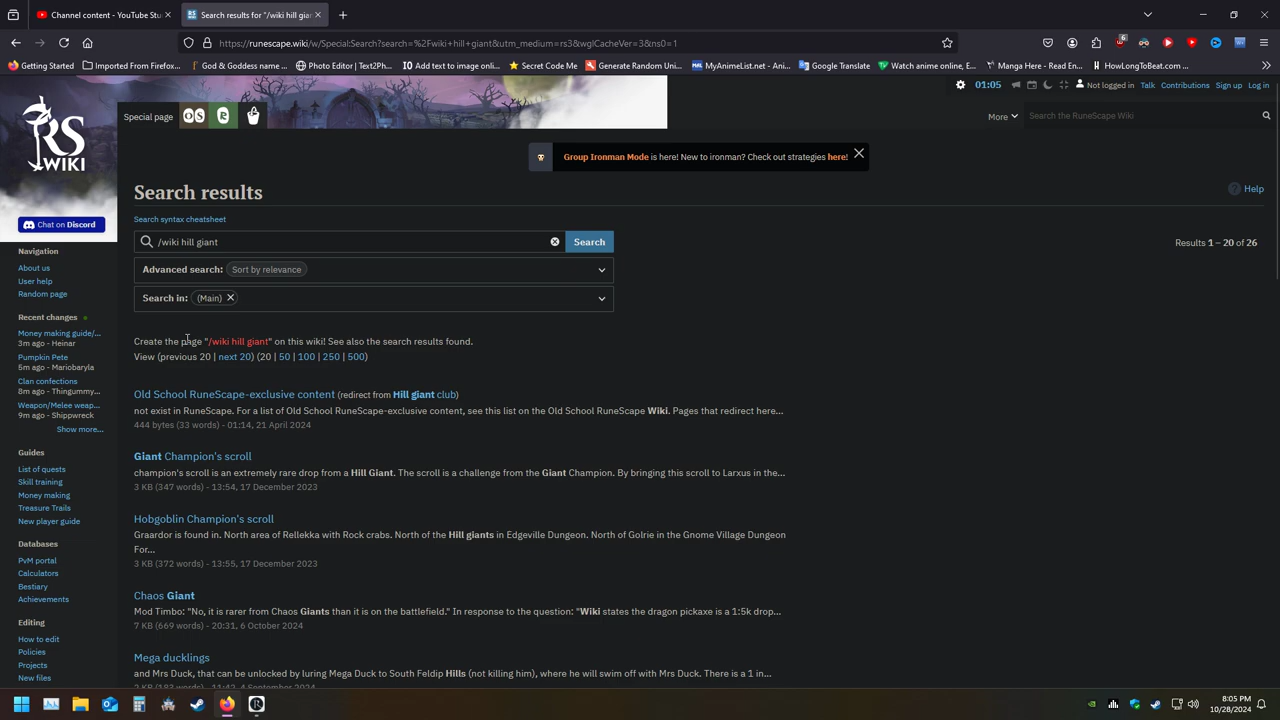 Channel content - YouTube Stu
Search results for "/wiki hill gian
https://runescape.wiki/w/Special:Search?search=%2Fwiki+hill+giant&utm_medium=rs3&wglCacheVer=3&ns0=1
Getting Started
Imported From Firefox...
God & Goddess name ...
Photo Editor | Text2Ph...
Add text to image onli...
Secret Code Me
Generate Random Uni...
MyAnimeList.net - Ani...
Google Translate
Watch anime online, e...
Manga Here - Read En...
HowLongToBeat.com ...
01:05
Not logged in
Talk
Contributions
Sign up
Log in
RS
WIKI
Special page
OS
More
Search the RuneScape Wiki
Group Ironman Mode is here! New to ironman? Check out strategies here!
Chat on Discord
Search results
Help
Search syntax cheatsheet
/wiki hill giant
Search
Results 1 – 20 of 26
Advanced search: Sort by relevance
Search in: (Main)
Create the page "/wiki hill giant" on this wiki! See also the search results found.
View (previous 20 | next 20) (20 | 50 | 100 | 250 | 500)
Old School RuneScape-exclusive content (redirect from Hill giant club)
not exist in RuneScape. For a list of Old School RuneScape-exclusive content, see this list on the Old School RuneScape Wiki. Pages that redirect here...
444 bytes (33 words) - 01:14, 21 April 2024
Giant Champion's scroll
champion's scroll is an extremely rare drop from a Hill Giant. The scroll is a challenge from the Giant Champion. By bringing this scroll to Larxus in the...
3 KB (347 words) - 13:54, 17 December 2023
Hobgoblin Champion's scroll
Graardor is found in. North area of Rellekka with Rock crabs. North of the Hill giants in Edgeville Dungeon. North of Golrie in the Gnome Village Dungeon
For...
3 KB (372 words) - 13:55, 17 December 2023
Chaos Giant
Mod Timbo: "No, it is rarer from Chaos Giants than it is on the battlefield." In response to the question: "Wiki states the dragon pickaxe is a 1:5k drop...
7 KB (669 words) - 20:31, 6 October 2024
Mega ducklings
and Mrs Duck, that can be unlocked by luring Mega Duck to South Feldip Hills (not killing him), where he will swim off with Mrs Duck. There is a 1 in...
Navigation
About us
User help
Random page
Recent changes
Money making guide/...
3m ago - Heinar
Pumpkin Pete
5m ago - Mariobaryla
Clan confections
8m ago - Thingummy...
Weapon/Melee weap...
9m ago - Shippwreck
Show more...
Guides
List of quests
Skill training
Money making
Treasure Trails
New player guide
Databases
PvM portal
Calculators
Bestiary
Achievements
Editing
How to edit
Policies
Projects
New files
8:05 PM
10/28/2024